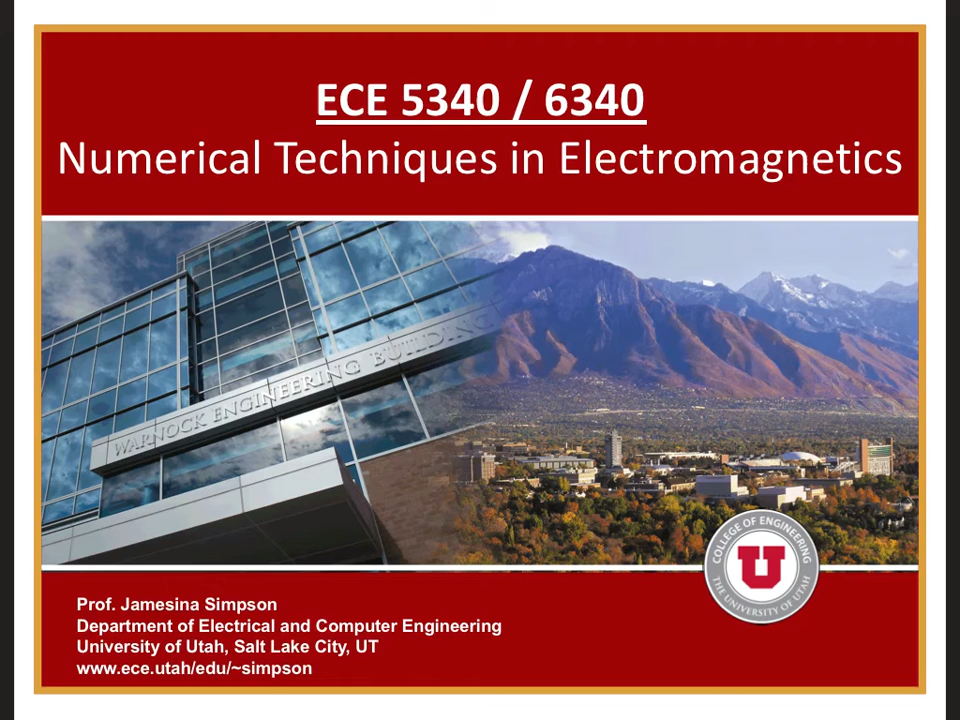 ECE 5340 / 6340
Numerical Techniques in Electromagnetics
WARNOCK ENGINEERING BUILDING
COLLEGE OF ENGINEERING
U
THE UNIVERSITY OF UTAH
Prof. Jamesina Simpson
Department of Electrical and Computer Engineering
University of Utah, Salt Lake City, UT
www.ece.utah/edu/~simpson